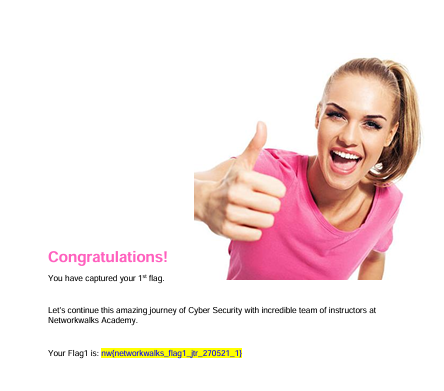 Congratulations!
You have captured your 1st flag.
Let's continue this amazing journey of Cyber Security with incredible team of instructors at
Networkwalks Academy.
Your Flag1 is: nw{networkwalks_flag1_jtr_270521_1}